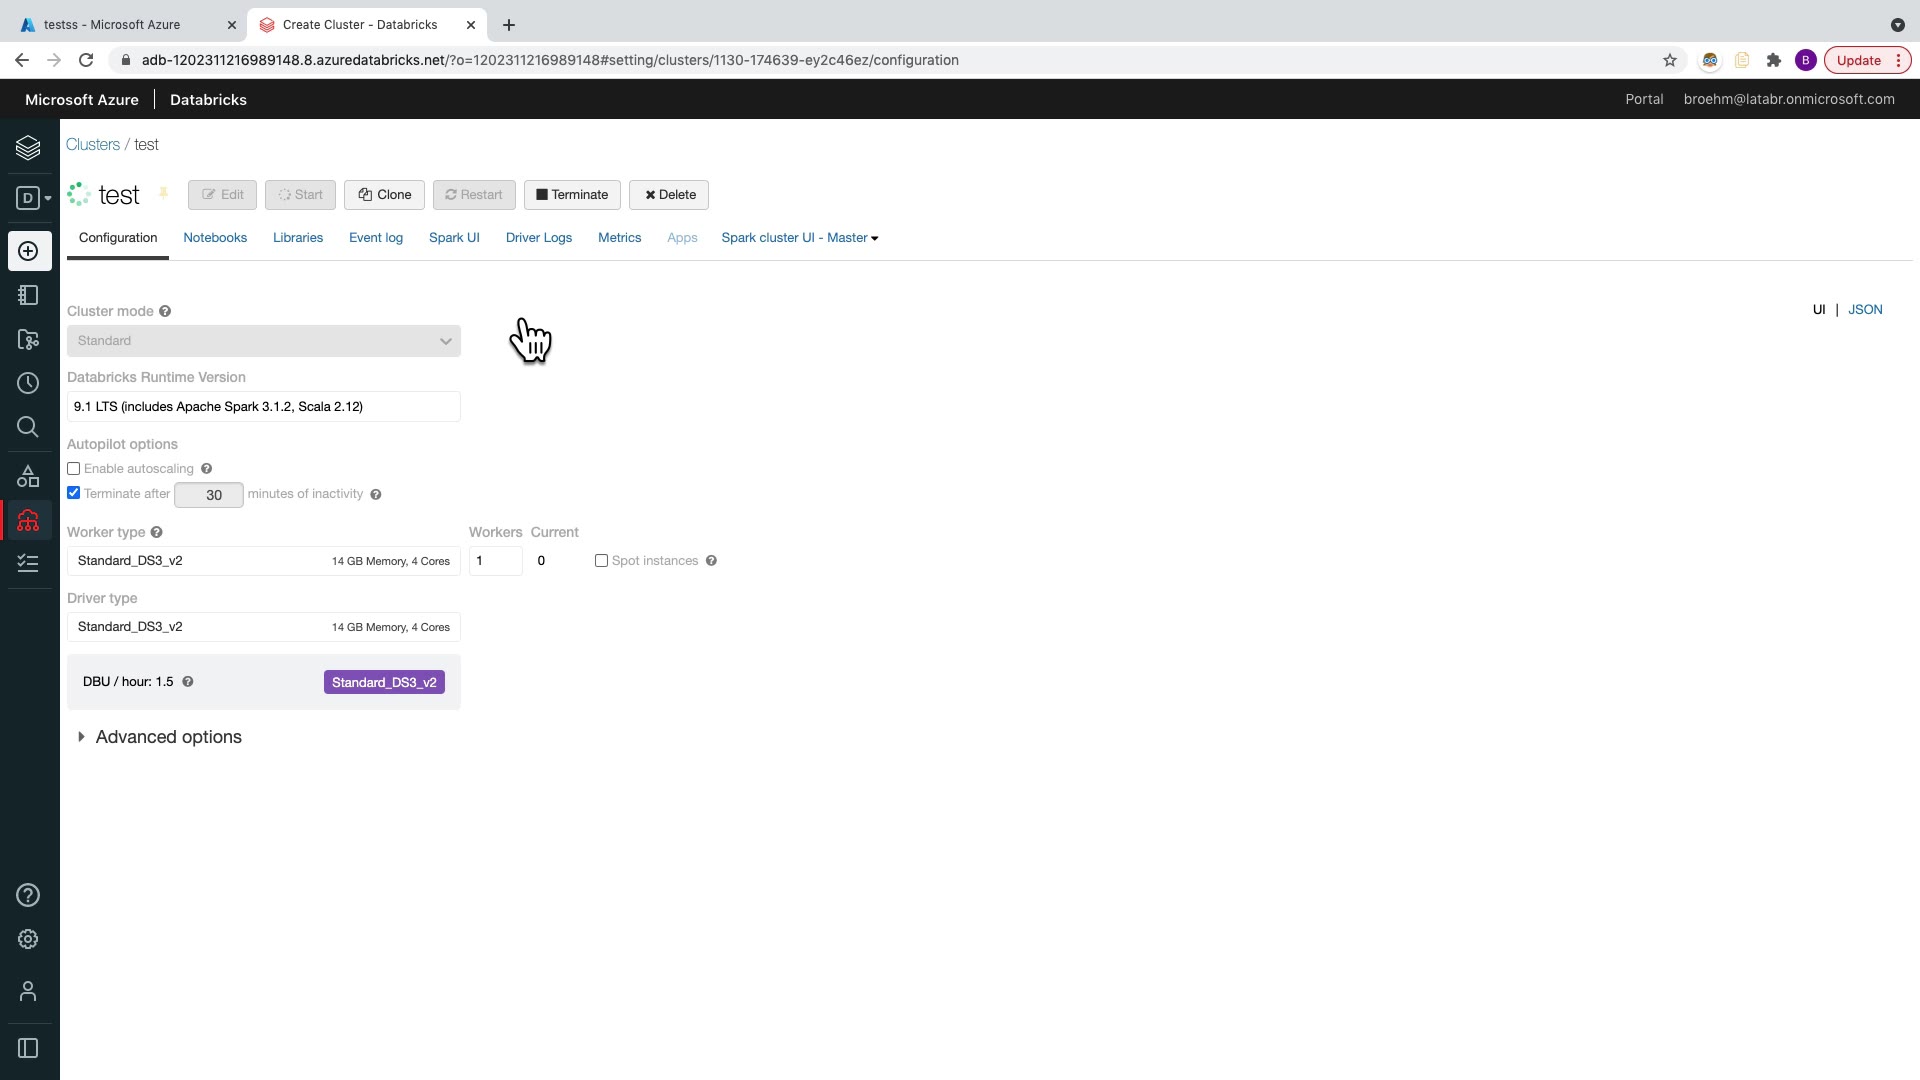 testss - Microsoft Azure
Create Cluster - Databricks
adb-1202311216989148.8.azuredatabricks.net/?o=1202311216989148#setting/clusters/1130-174639-ey2c46ez/configuration
B
Update
Microsoft Azure | Databricks
Portal
broehm@latabr.onmicrosoft.com
Clusters / test
D
test
Edit
Start
Clone
Restart
Terminate
Delete
Configuration
Notebooks
Libraries
Event log
Spark UI
Driver Logs
Metrics
Apps
Spark cluster UI - Master
UI | JSON
Cluster mode
Standard
Databricks Runtime Version
9.1 LTS (includes Apache Spark 3.1.2, Scala 2.12)
Autopilot options
Enable autoscaling
Terminate after 30 minutes of inactivity
Worker type
Workers
Current
Standard_DS3_v2
14 GB Memory, 4 Cores
1
0
Spot instances
Driver type
Standard_DS3_v2
14 GB Memory, 4 Cores
DBU / hour: 1.5
Standard_DS3_v2
Advanced options